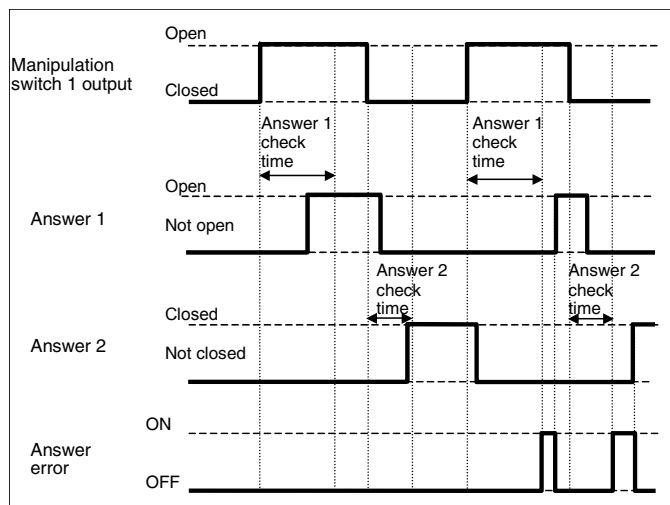 Open
Manipulation
switch 1 output
Closed
Answer 1
check
time
Answer 1
check
time
Open
Answer 1
Not open
Answer 2
check
time
Answer 2
check
time
Closed
Answer 2
Not closed
ON
Answer
error
OFF